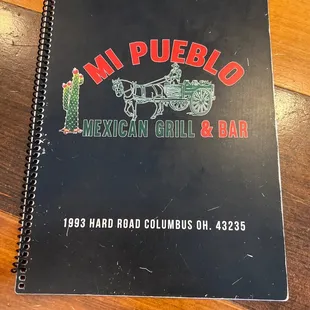 MI PUEBLO
MEXICAN GRILL & BAR
1993 HARD ROAD COLUMBUS OH. 43235